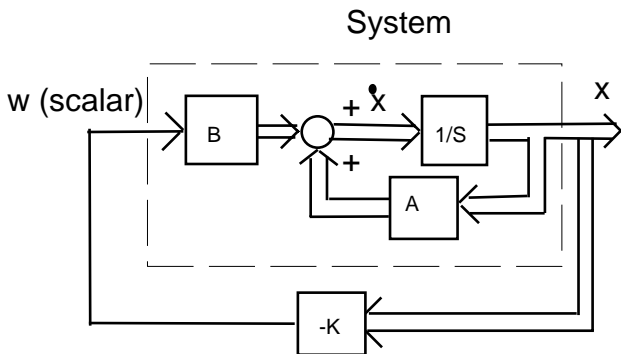 System
w (scalar)
B
+
ẋ
+
1/S
x
A
-K